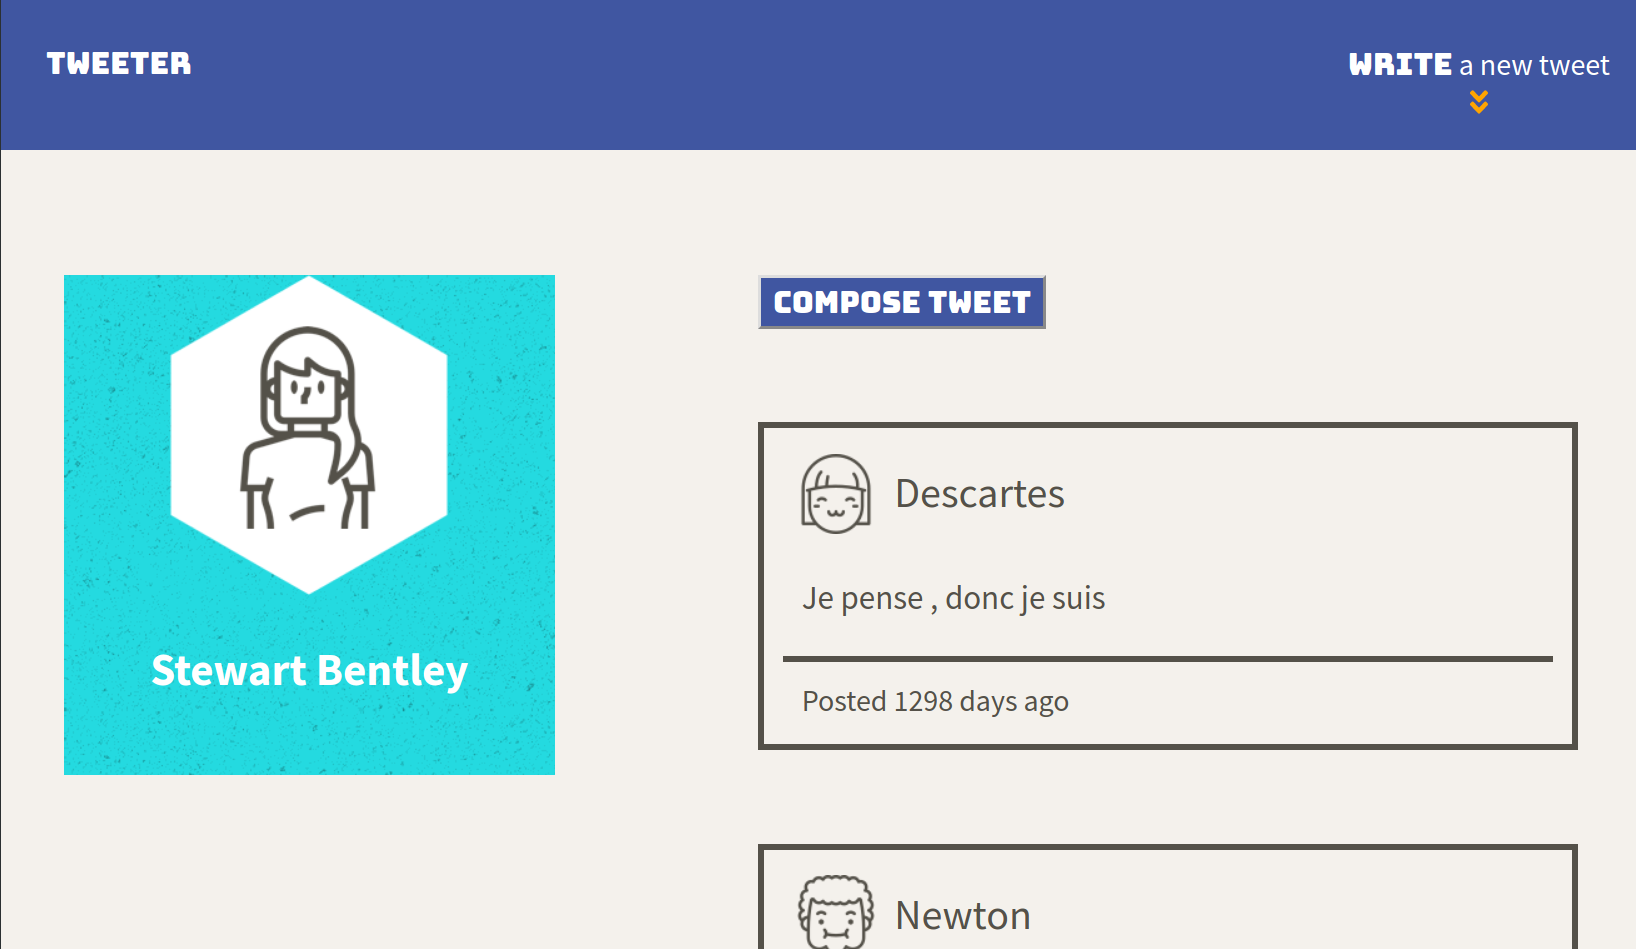 TWEETER
WRITE a new tweet
Stewart Bentley
COMPOSE TWEET
Descartes
Je pense , donc je suis
Posted 1298 days ago
Newton